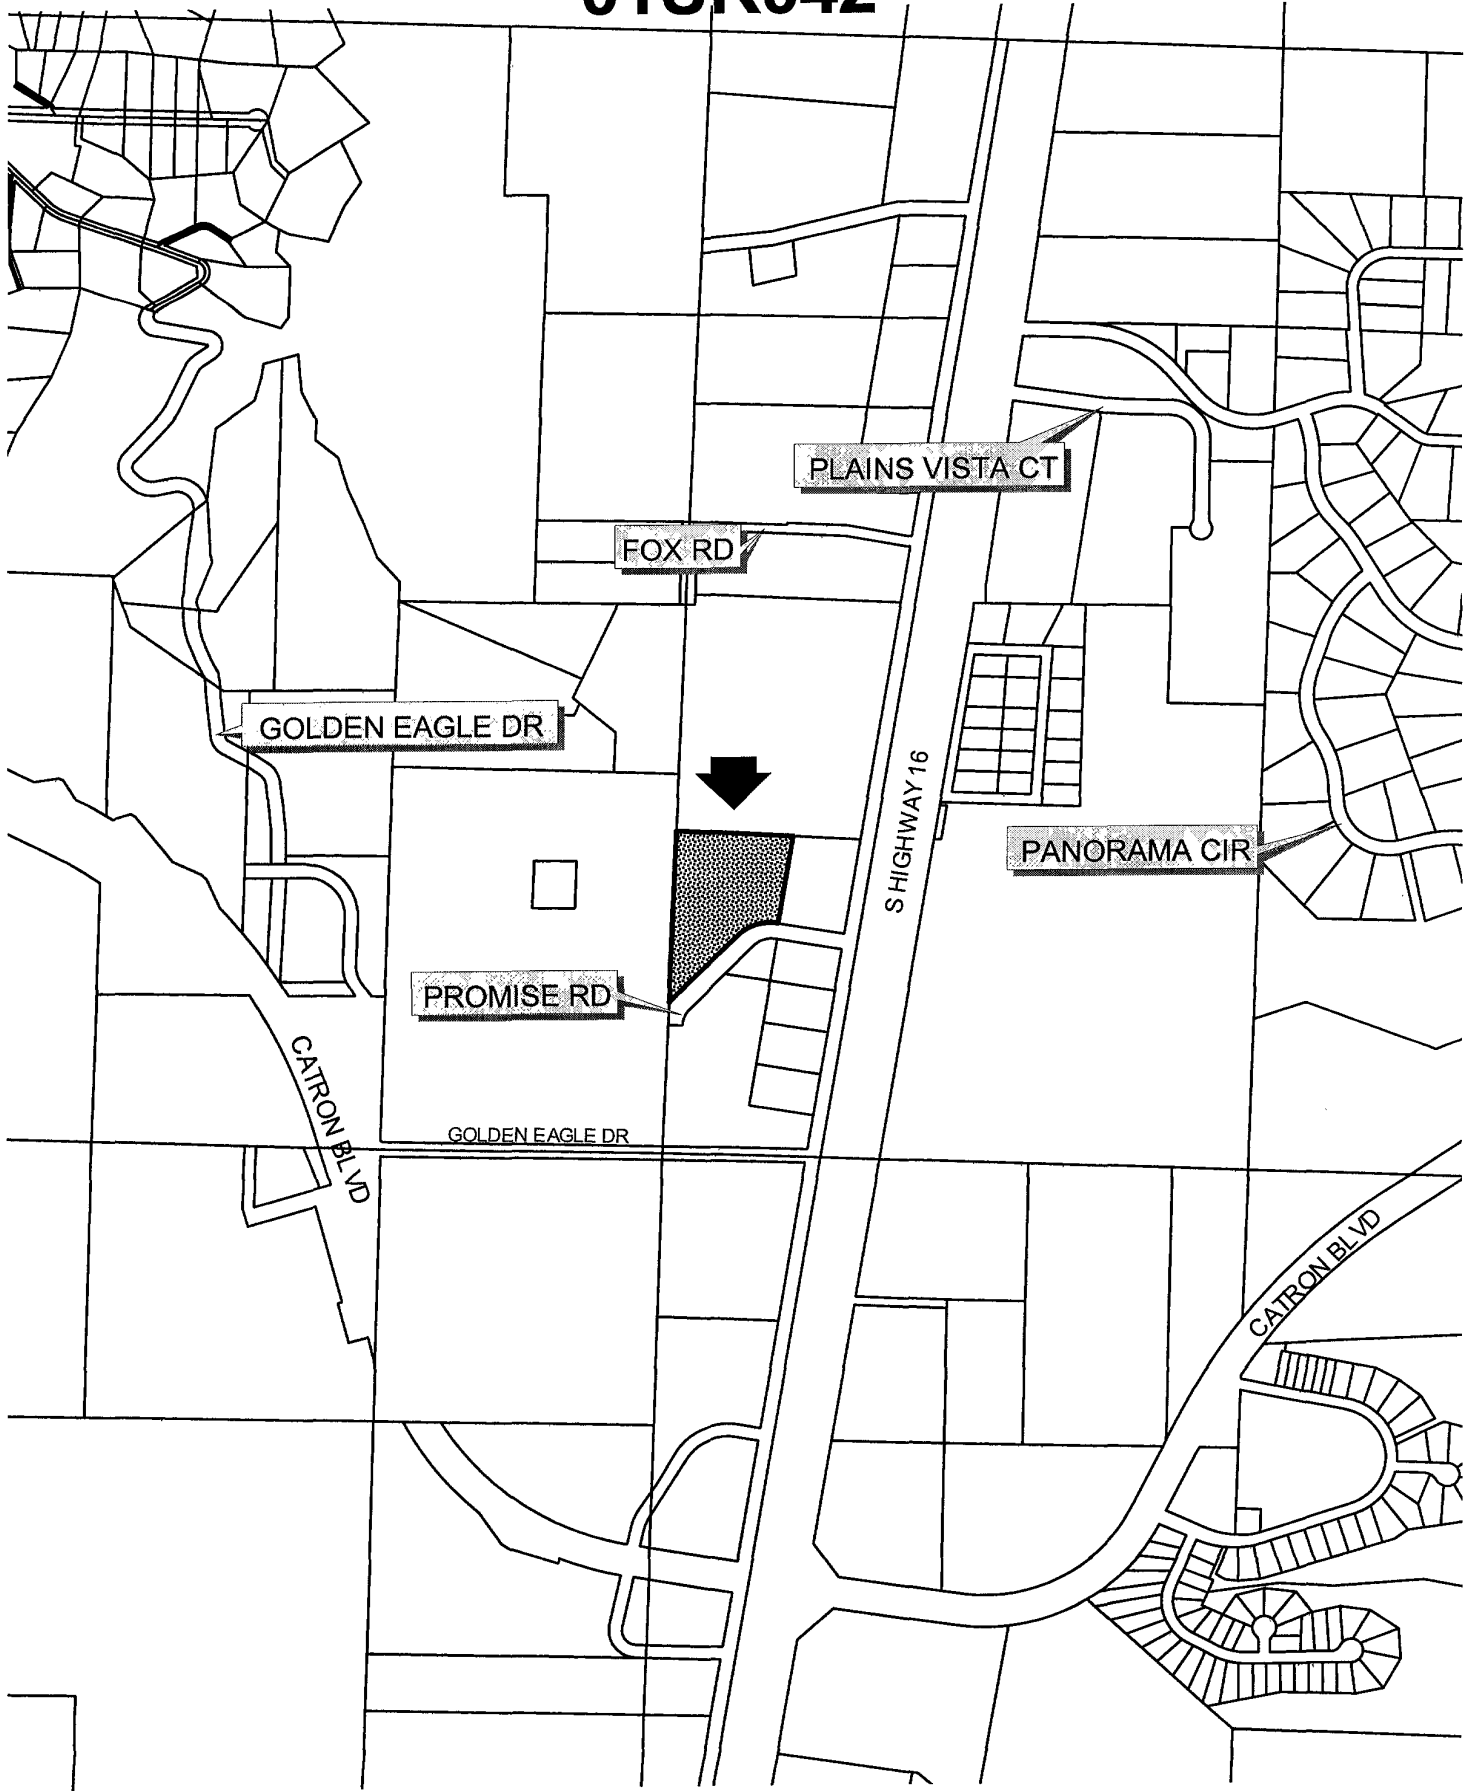 PLAINS VISTA CT
FOX RD
GOLDEN EAGLE DR
S HIGHWAY 16
PANORAMA CIR
PROMISE RD
CATRON BLVD
GOLDEN EAGLE DR
CATRON BLVD